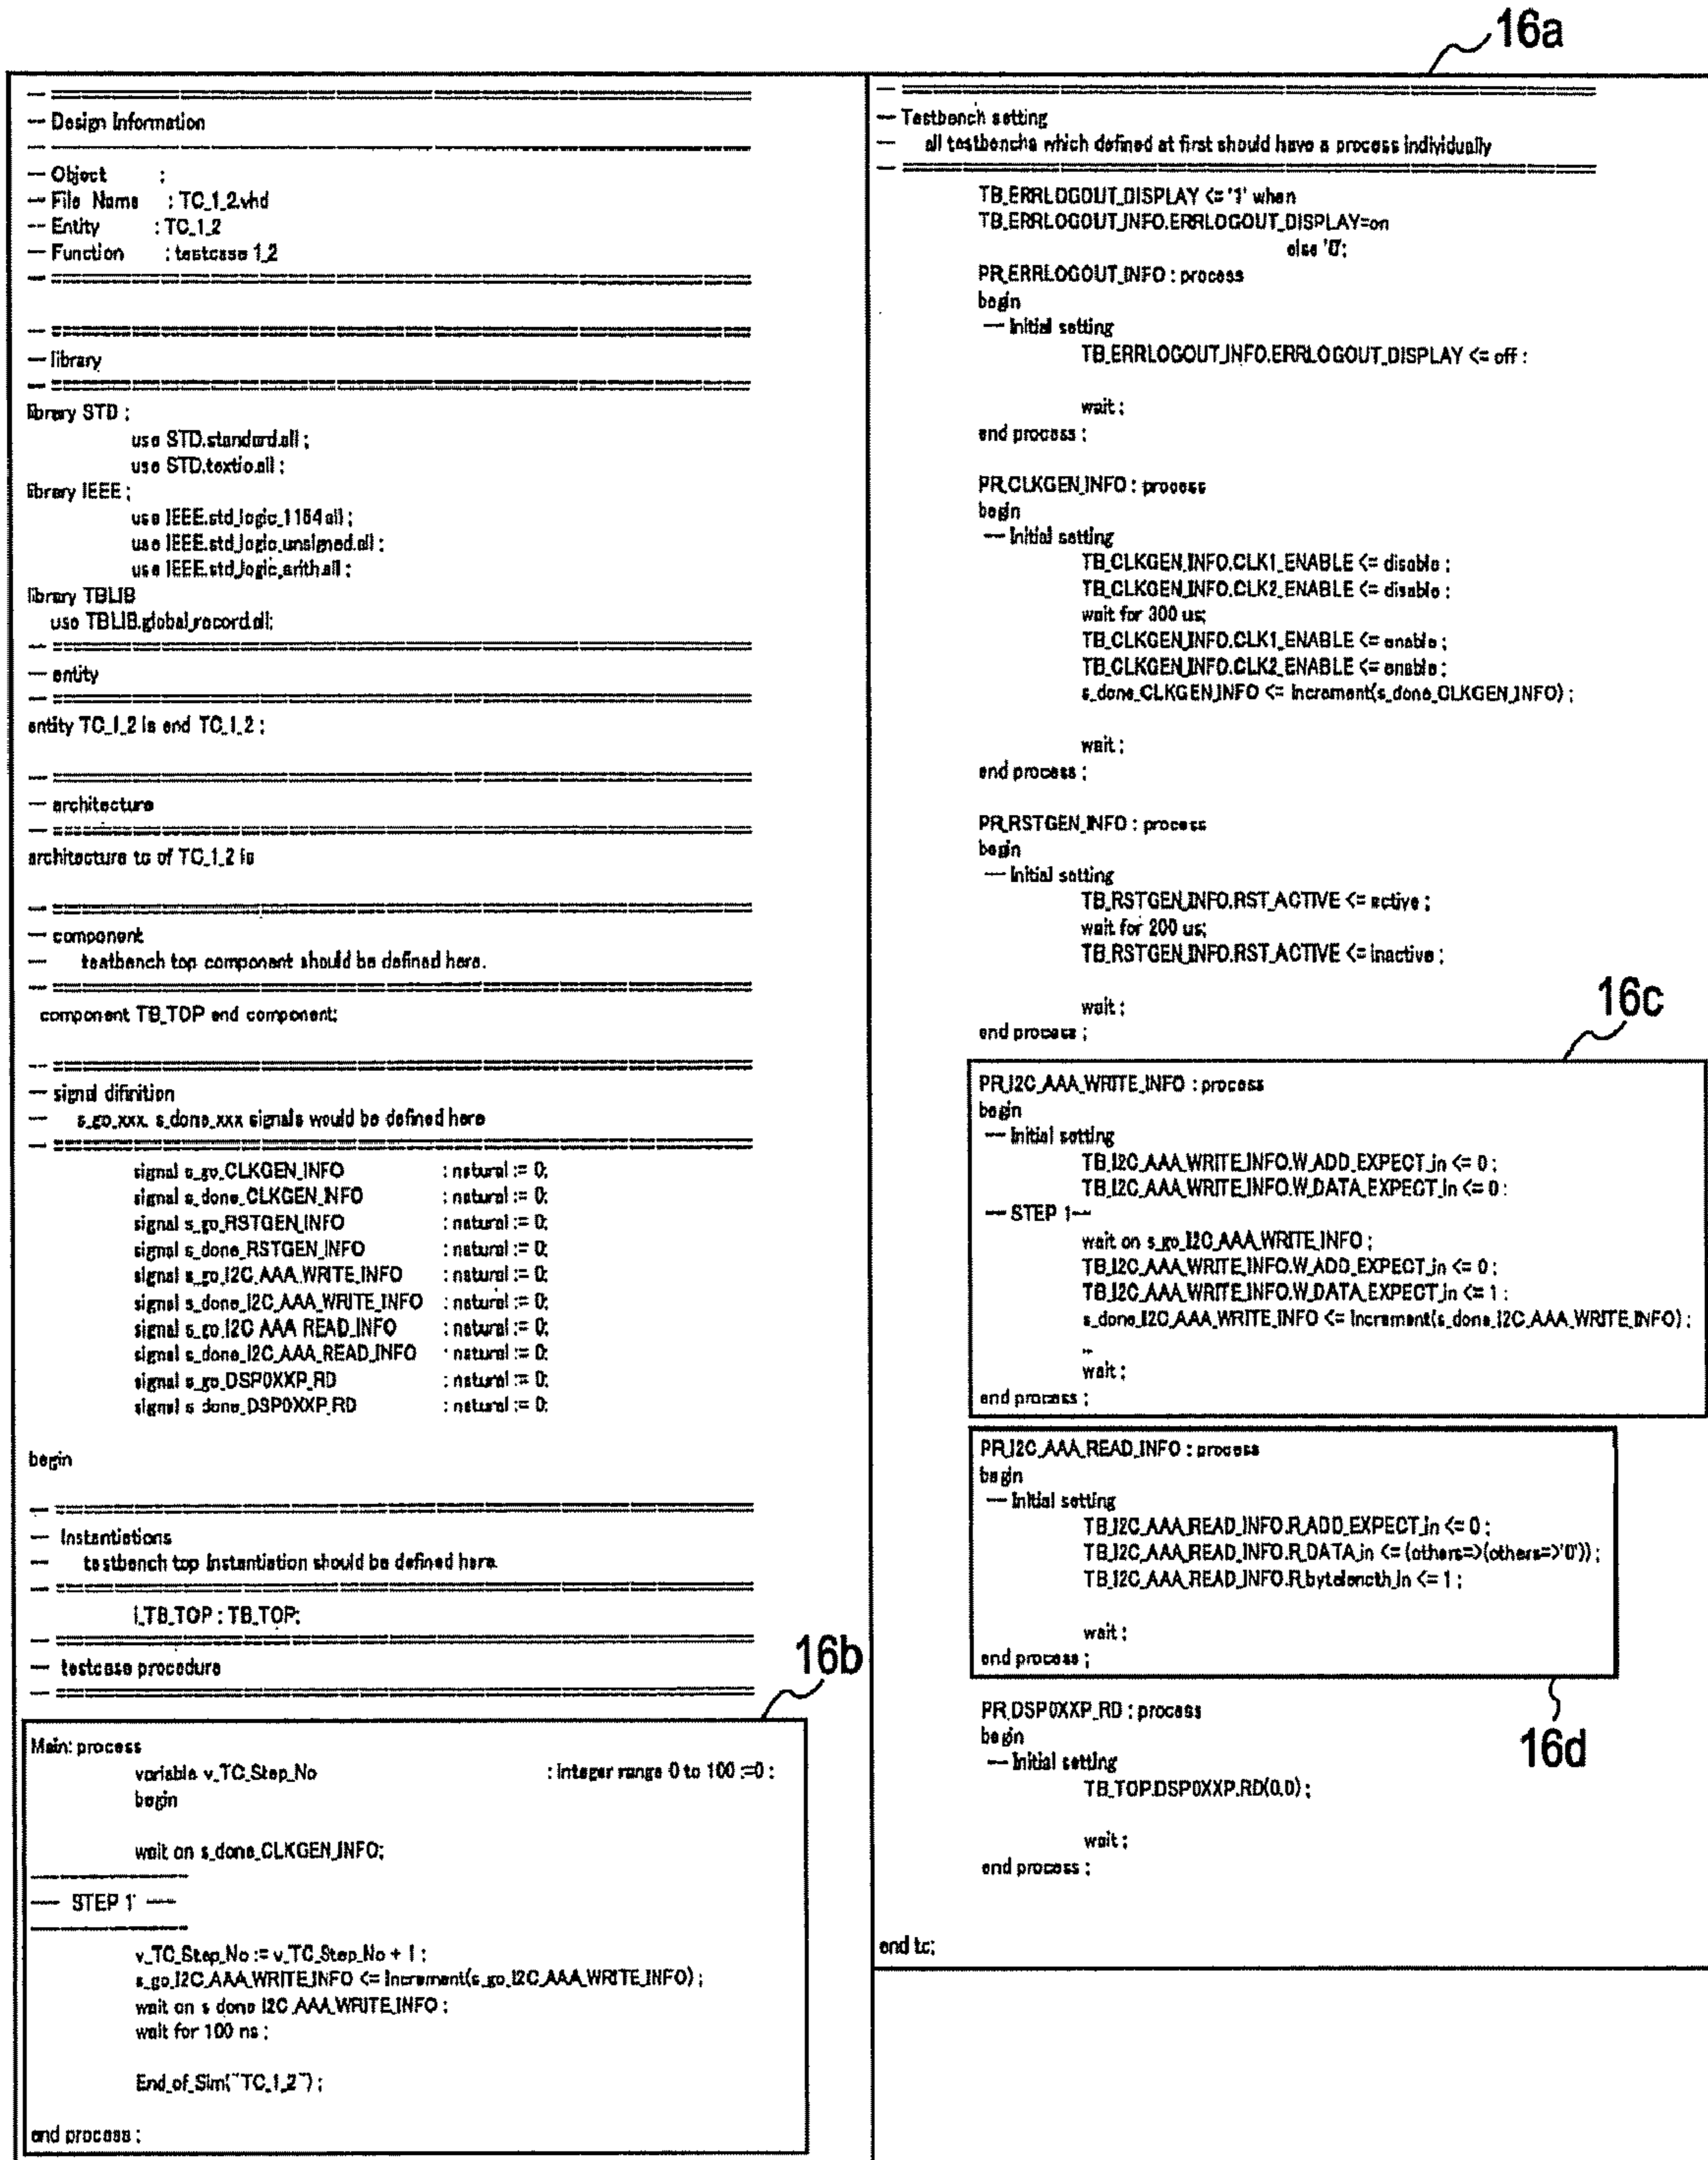 16a
-- Design Information
-- Object :
-- File Name : TC_1_2.vhd
-- Entity : TC_1_2
-- Function : testcase 1_2
-- library
library STD ;
use STD.standard.all ;
use STD.textio.all ;
library IEEE ;
use IEEE.std_logic_1164.all ;
use IEEE.std_logic_unsigned.all ;
use IEEE.std_logic_arith.all ;
library TBLIB
use TBLIB.global_record.all;
-- entity
entity TC_1_2 is end TC_1_2 ;
-- architecture
architecture tc of TC_1_2 is
-- component
-- testbench top component should be defined here.
component TB_TOP end component;
-- signal difinition
-- s_go_xxx. s_done_xxx signals would be defined here
signal s_go_CLKGEN_INFO : natural := 0;
signal s_done_CLKGEN_INFO : natural := 0;
signal s_go_RSTGEN_INFO : natural := 0;
signal s_done_RSTGEN_INFO : natural := 0;
signal s_go_I2C_AAA_WRITE_INFO : natural := 0;
signal s_done_I2C_AAA_WRITE_INFO : natural := 0;
signal s_go_I2C_AAA_READ_INFO : natural := 0;
signal s_done_I2C_AAA_READ_INFO : natural := 0;
signal s_go_DSP0XXP_RD : natural := 0;
signal s_done_DSP0XXP_RD : natural := 0;
begin
-- Instantiations
-- testbench top Instantiation should be defined here.
i_TB_TOP : TB_TOP;
-- testcase procedure
16b
Main: process
variable v_TC_Step_No : Integer range 0 to 100 :=0 ;
begin
wait on s_done_CLKGEN_INFO;
--- STEP 1 ---
v_TC_Step_No := v_TC_Step_No + 1 ;
s_go_I2C_AAA_WRITE_INFO <= Increment(s_go_I2C_AAA_WRITE_INFO) ;
wait on s_done_I2C_AAA_WRITE_INFO ;
wait for 100 ns ;
End_of_Sim("TC_1_2") ;
end process ;
-- Testbench setting
-- all testbenchs which defined at first should have a process individually
TB_ERRLOGOUT_DISPLAY <= '1' when
TB_ERRLOGOUT_INFO.ERRLOGOUT_DISPLAY=on
else '0';
PR_ERRLOGOUT_INFO : process
begin
-- Initial setting
TB_ERRLOGOUT_INFO.ERRLOGOUT_DISPLAY <= off ;
wait ;
end process ;
PR_CLKGEN_INFO : process
begin
-- Initial setting
TB_CLKGEN_INFO.CLK1_ENABLE <= disable ;
TB_CLKGEN_INFO.CLK2_ENABLE <= disable ;
wait for 300 us;
TB_CLKGEN_INFO.CLK1_ENABLE <= enable ;
TB_CLKGEN_INFO.CLK2_ENABLE <= enable ;
s_done_CLKGEN_INFO <= Increment(s_done_CLKGEN_INFO) ;
wait ;
end process ;
PR_RSTGEN_INFO : process
begin
-- Initial setting
TB_RSTGEN_INFO.RST_ACTIVE <= active ;
wait for 200 us;
TB_RSTGEN_INFO.RST_ACTIVE <= inactive ;
wait ;
end process ;
16c
PR_I2C_AAA_WRITE_INFO : process
begin
-- Initial setting
TB_I2C_AAA_WRITE_INFO.W_ADD_EXPECT_in <= 0 ;
TB_I2C_AAA_WRITE_INFO.W_DATA_EXPECT_in <= 0 ;
-- STEP 1--
wait on s_go_I2C_AAA_WRITE_INFO ;
TB_I2C_AAA_WRITE_INFO.W_ADD_EXPECT_in <= 0 ;
TB_I2C_AAA_WRITE_INFO.W_DATA_EXPECT_in <= 1 ;
s_done_I2C_AAA_WRITE_INFO <= Increment(s_done_I2C_AAA_WRITE_INFO) ;
..
wait ;
end process ;
PR_I2C_AAA_READ_INFO : process
begin
-- Initial setting
TB_I2C_AAA_READ_INFO.R_ADD_EXPECT_in <= 0 ;
TB_I2C_AAA_READ_INFO.R_DATA_in <= (others=>(others=>'0')) ;
TB_I2C_AAA_READ_INFO.R_bytelencth_in <= 1 ;
wait ;
end process ;
16d
PR_DSP0XXP_RD : process
begin
-- Initial setting
TB_TOP.DSP0XXP.RD(0,0) ;
wait ;
end process ;
end tc;